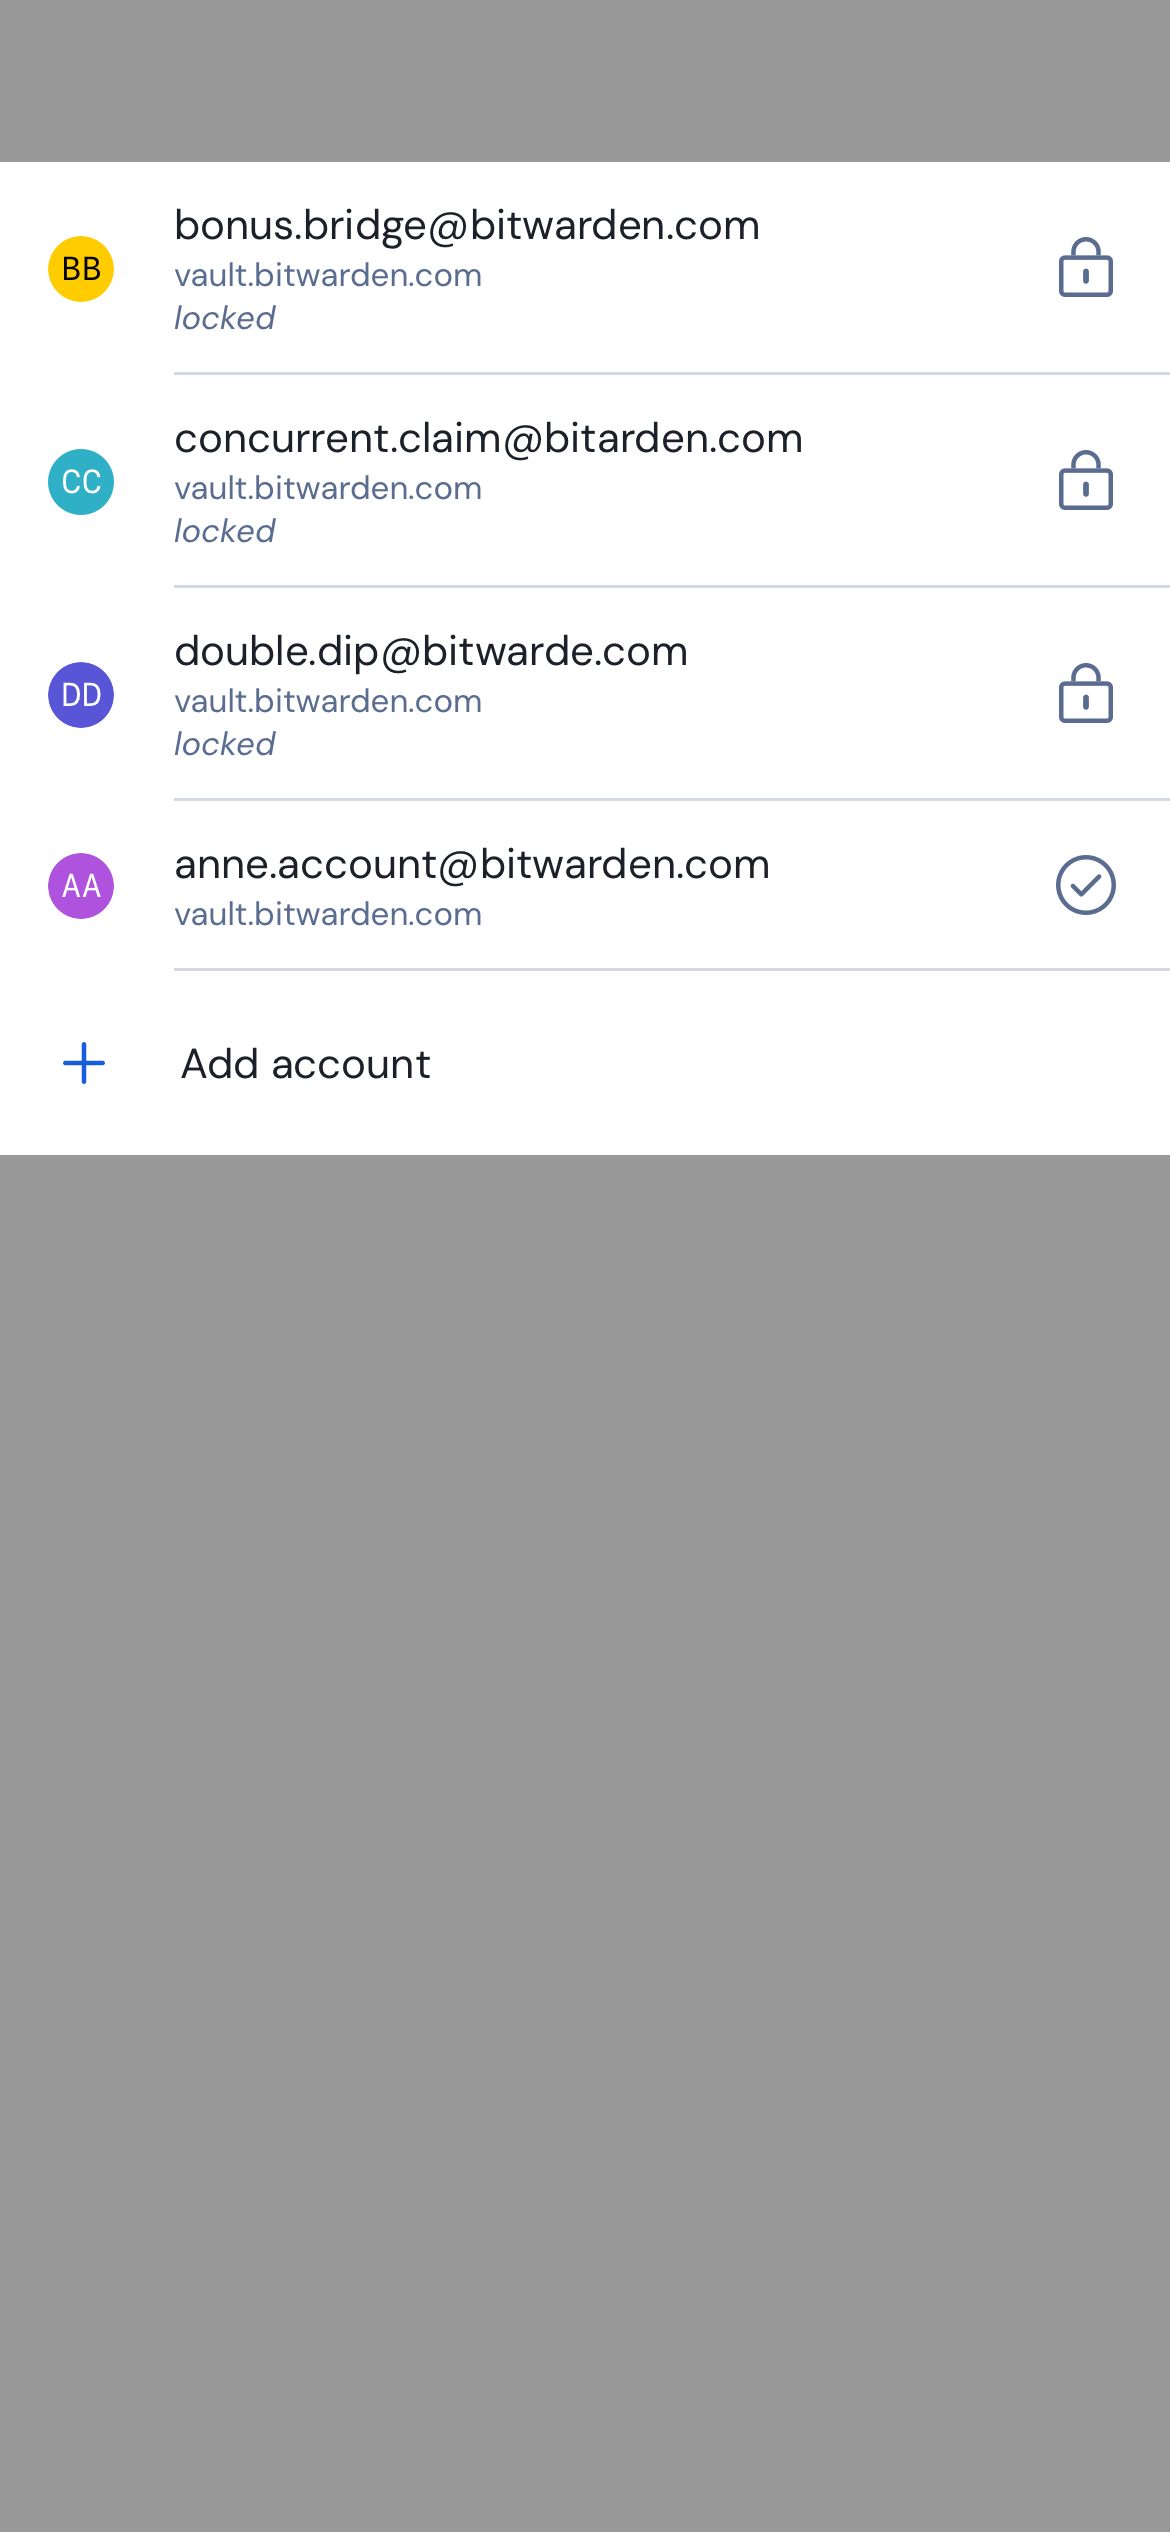 BB
bonus.bridge@bitwarden.com
vault.bitwarden.com
locked
CC
concurrent.claim@bitarden.com
vault.bitwarden.com
locked
DD
double.dip@bitwarde.com
vault.bitwarden.com
locked
AA
anne.account@bitwarden.com
vault.bitwarden.com
Add account